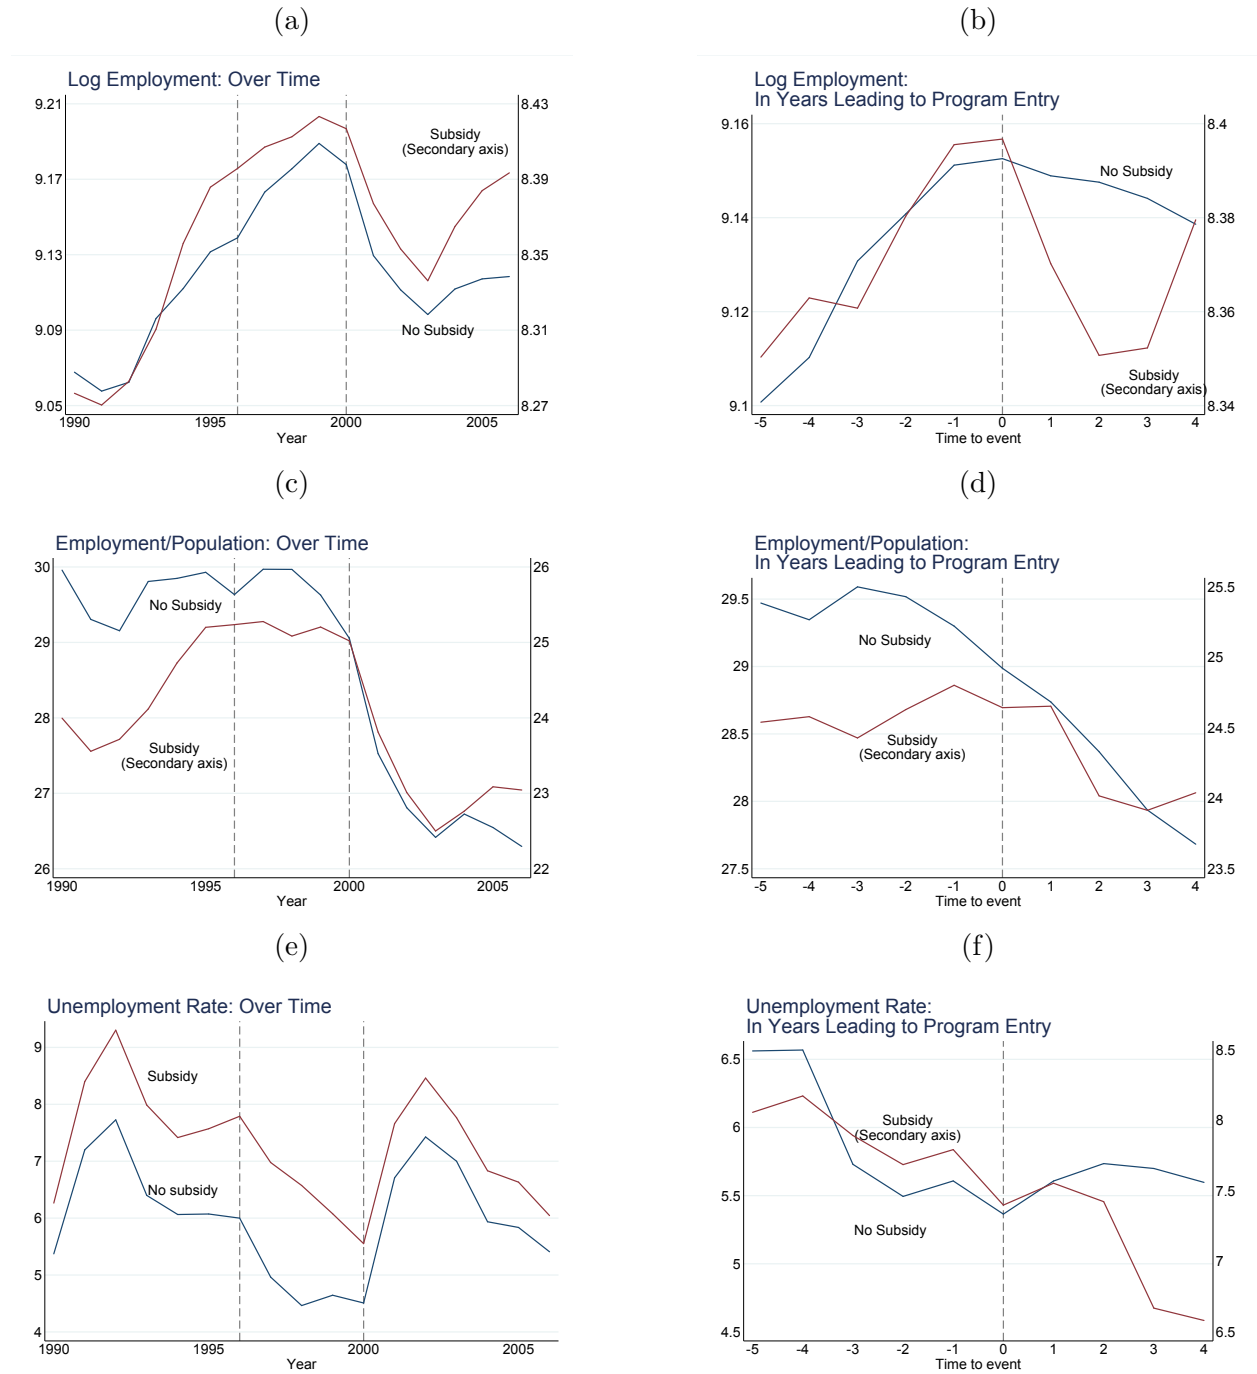 (a)
Log Employment: Over Time
9.21
9.17
9.13
9.09
9.05
8.43
8.39
8.35
8.31
8.27
Subsidy
(Secondary axis)
No Subsidy
1990 1995 2000 2005
Year
(b)
Log Employment:
In Years Leading to Program Entry
9.16
9.14
9.12
9.1
8.4
8.38
8.36
8.34
No Subsidy
Subsidy
(Secondary axis)
-5 -4 -3 -2 -1 0 1 2 3 4
Time to event
(c)
Employment/Population: Over Time
30
29
28
27
26
26
25
24
23
22
No Subsidy
Subsidy
(Secondary axis)
1990 1995 2000 2005
Year
(d)
Employment/Population:
In Years Leading to Program Entry
29.5
29
28.5
28
27.5
25.5
25
24.5
24
23.5
No Subsidy
Subsidy
(Secondary axis)
-5 -4 -3 -2 -1 0 1 2 3 4
Time to event
(e)
Unemployment Rate: Over Time
9
8
7
6
5
4
Subsidy
No subsidy
1990 1995 2000 2005
Year
(f)
Unemployment Rate:
In Years Leading to Program Entry
6.5
6
5.5
5
4.5
8.5
8
7.5
7
6.5
Subsidy
(Secondary axis)
No Subsidy
-5 -4 -3 -2 -1 0 1 2 3 4
Time to event